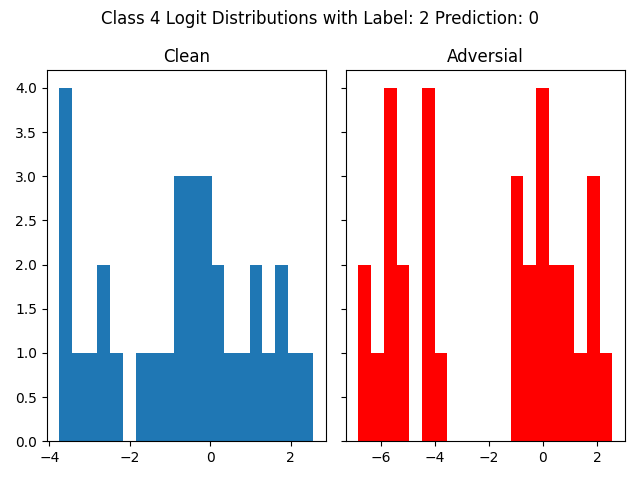 Class 4 Logit Distributions with Label: 2 Prediction: 0
Clean
Adversial
4.0
3.5
3.0
2.5
2.0
1.5
1.0
0.5
0.0
−4 −2 0 2
−6 −4 −2 0 2